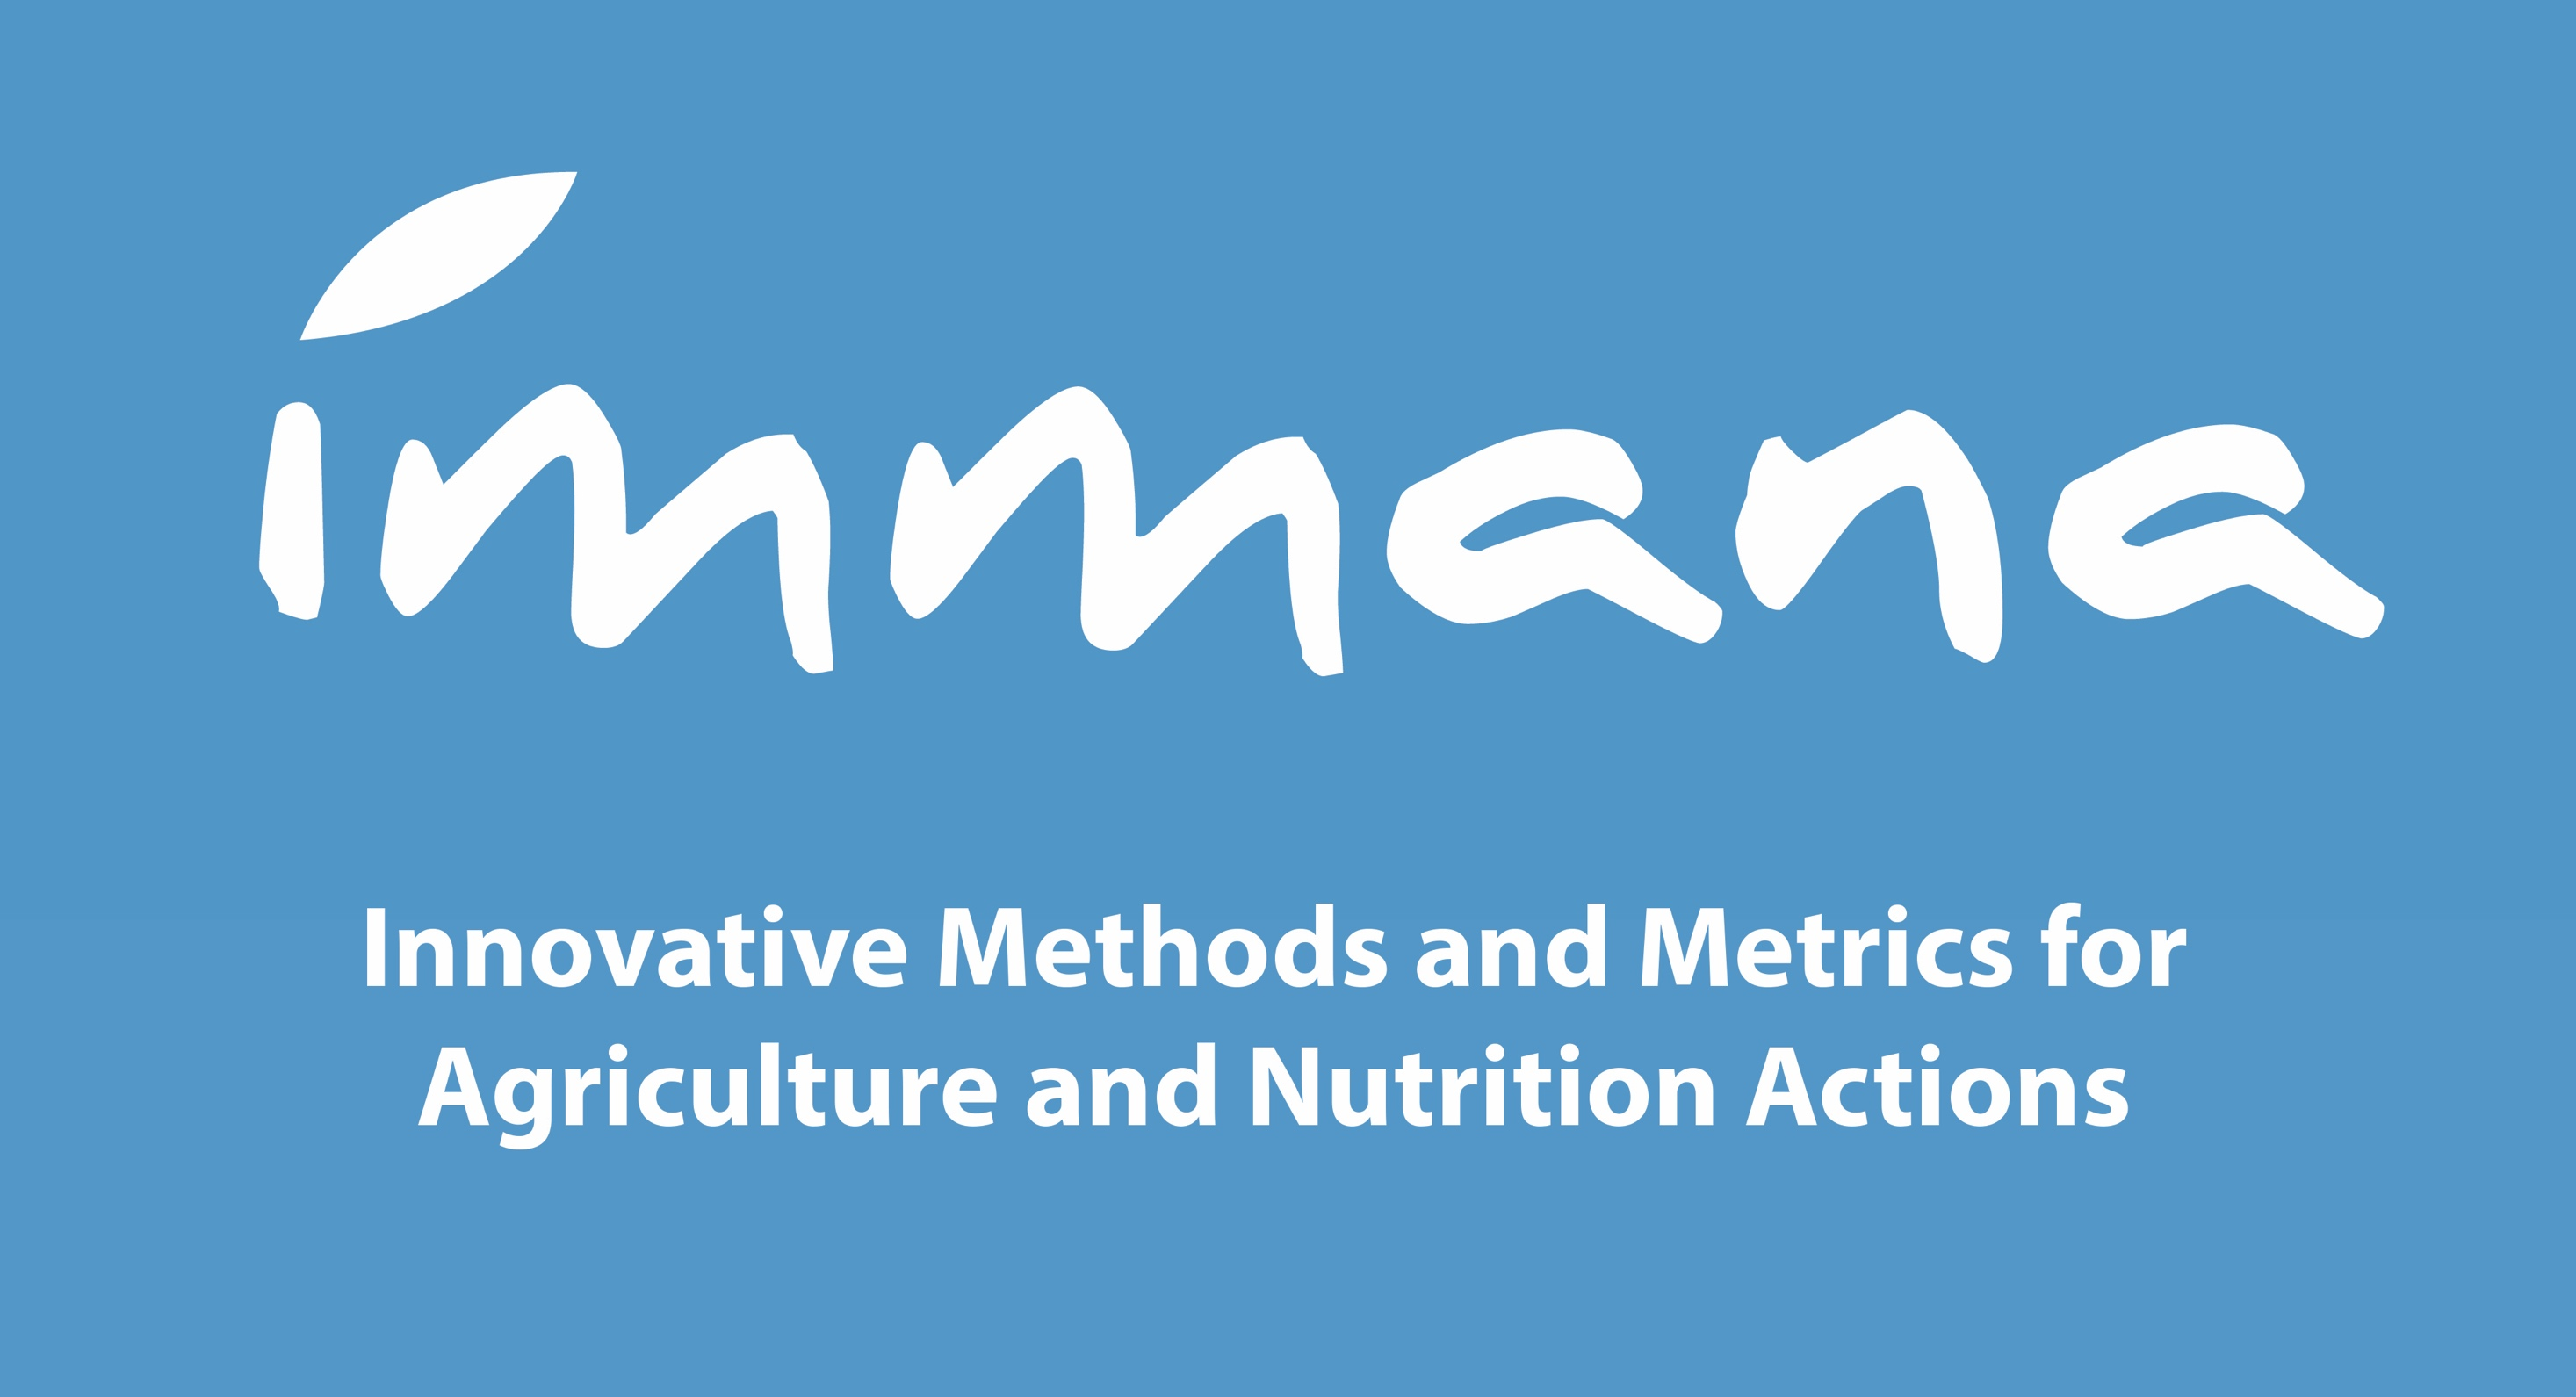 immana
Innovative Methods and Metrics for
Agriculture and Nutrition Actions